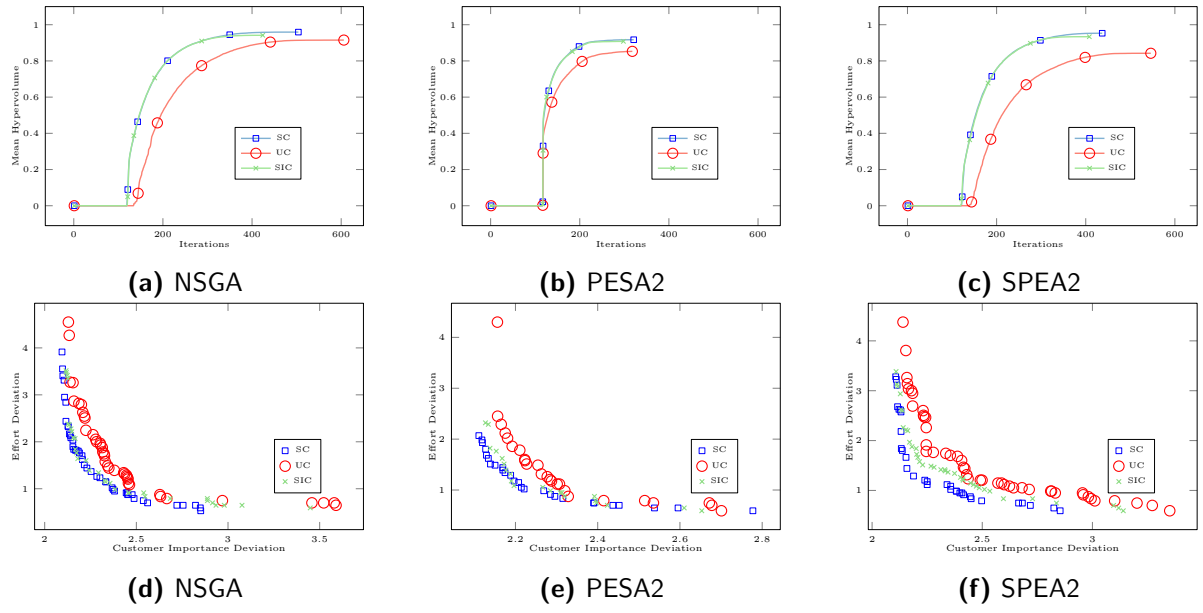 1
0.8
0.6
0.4
0.2
0
Mean Hypervolume
SC
UC
SIC
0 200 400 600
Iterations
(a) NSGA
1
0.8
0.6
0.4
0.2
0
Mean Hypervolume
SC
UC
SIC
0 200 400 600
Iterations
(b) PESA2
1
0.8
0.6
0.4
0.2
0
Mean Hypervolume
SC
UC
SIC
0 200 400 600
Iterations
(c) SPEA2
4
3
2
1
Effort Deviation
SC
UC
SIC
2 2.5 3 3.5
Customer Importance Deviation
(d) NSGA
4
3
2
1
Effort Deviation
SC
UC
SIC
2.2 2.4 2.6 2.8
Customer Importance Deviation
(e) PESA2
4
3
2
1
Effort Deviation
SC
UC
SIC
2 2.5 3
Customer Importance Deviation
(f) SPEA2